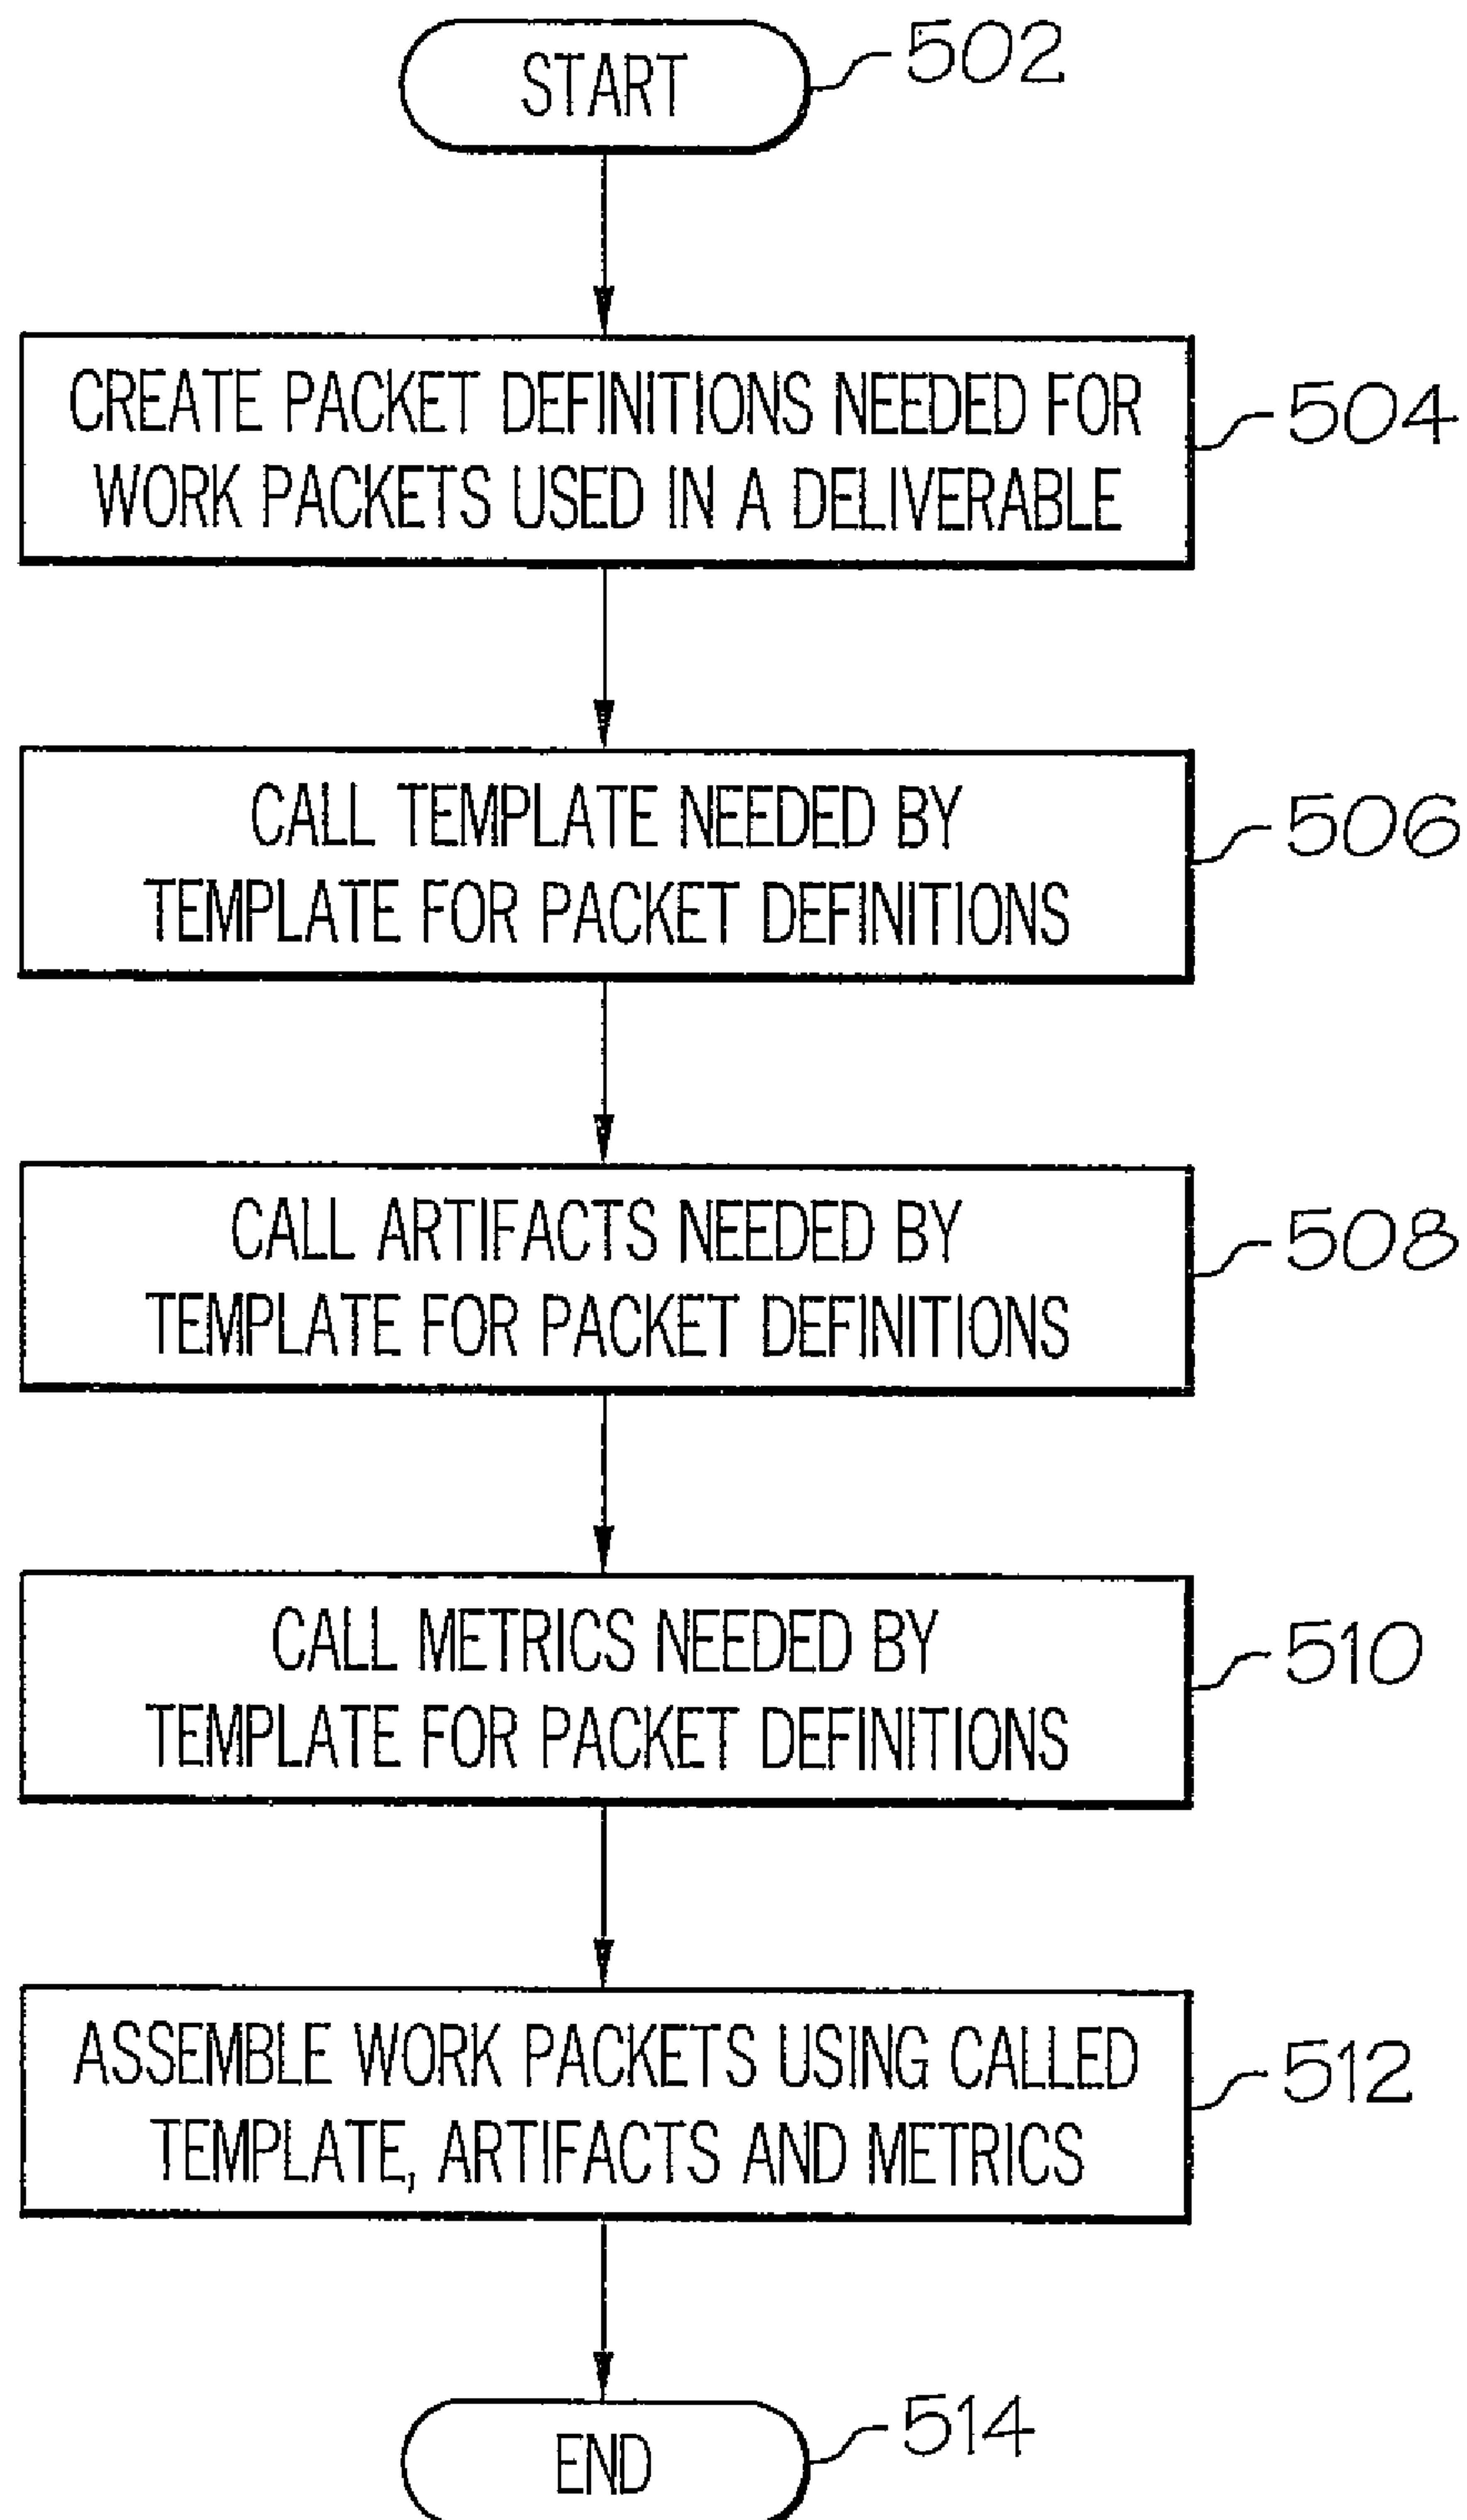 START
502
CREATE PACKET DEFINITIONS NEEDED FOR
WORK PACKETS USED IN A DELIVERABLE
504
CALL TEMPLATE NEEDED BY
TEMPLATE FOR PACKET DEFINITIONS
506
CALL ARTIFACTS NEEDED BY
TEMPLATE FOR PACKET DEFINITIONS
508
CALL METRICS NEEDED BY
TEMPLATE FOR PACKET DEFINITIONS
510
ASSEMBLE WORK PACKETS USING CALLED
TEMPLATE, ARTIFACTS AND METRICS
512
END
514